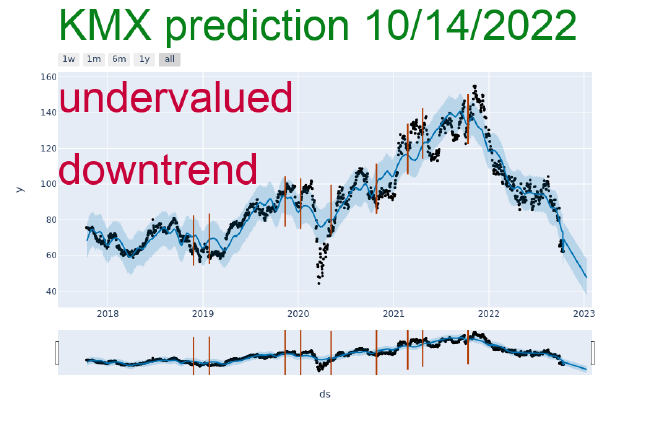 KMX prediction 10/14/2022
1w 1m 6m 1y all
undervalued
downtrend
160
140
120
100
80
60
40
y
2018 2019 2020 2021 2022 2023
ds